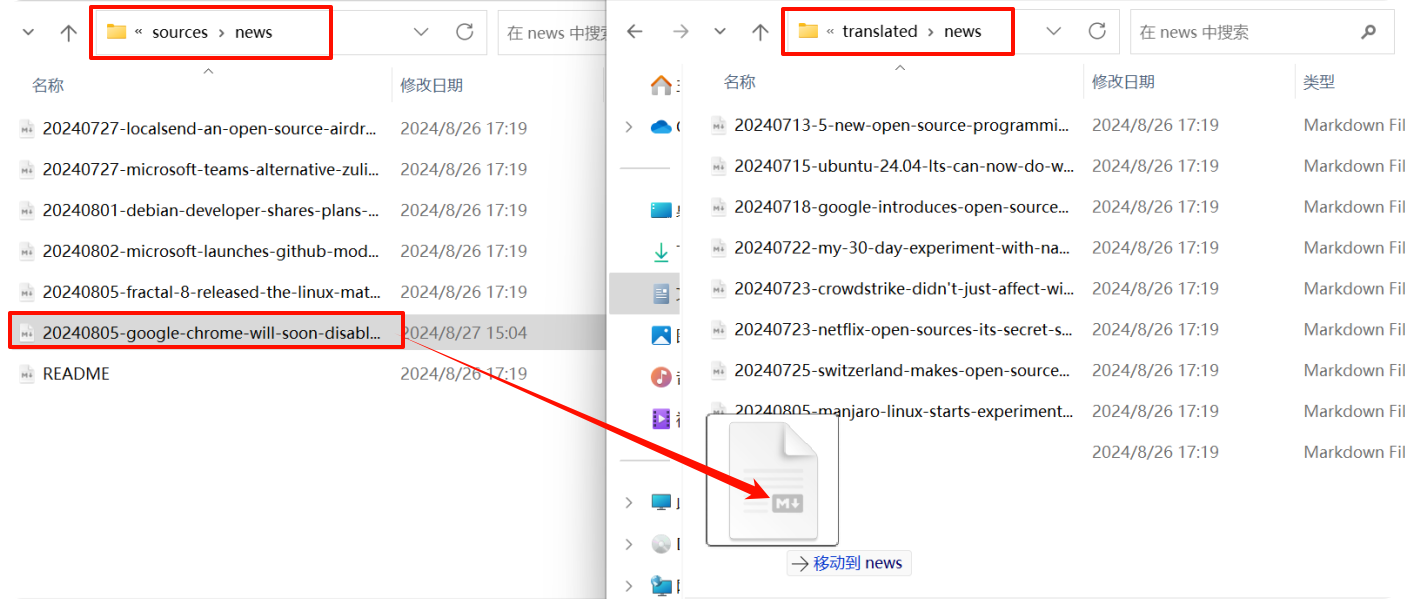 « sources › news
在 news 中搜
名称
修改日期
20240727-localsend-an-open-source-airdr...
2024/8/26 17:19
20240727-microsoft-teams-alternative-zuli...
2024/8/26 17:19
20240801-debian-developer-shares-plans-...
2024/8/26 17:19
20240802-microsoft-launches-github-mod...
2024/8/26 17:19
20240805-fractal-8-released-the-linux-mat...
2024/8/26 17:19
20240805-google-chrome-will-soon-disabl...
2024/8/27 15:04
README
2024/8/26 17:19
« translated › news
在 news 中搜索
名称
修改日期
类型
20240713-5-new-open-source-programmi...
2024/8/26 17:19
Markdown Fil
20240715-ubuntu-24.04-lts-can-now-do-w...
2024/8/26 17:19
Markdown Fil
20240718-google-introduces-open-source...
2024/8/26 17:19
Markdown Fil
20240722-my-30-day-experiment-with-na...
2024/8/26 17:19
Markdown Fil
20240723-crowdstrike-didn't-just-affect-wi...
2024/8/26 17:19
Markdown Fil
20240723-netflix-open-sources-its-secret-s...
2024/8/26 17:19
Markdown Fil
20240725-switzerland-makes-open-source...
2024/8/26 17:19
Markdown Fil
20240805-manjaro-linux-starts-experiment...
2024/8/26 17:19
Markdown Fil
2024/8/26 17:19
Markdown Fil
M
移动到 news